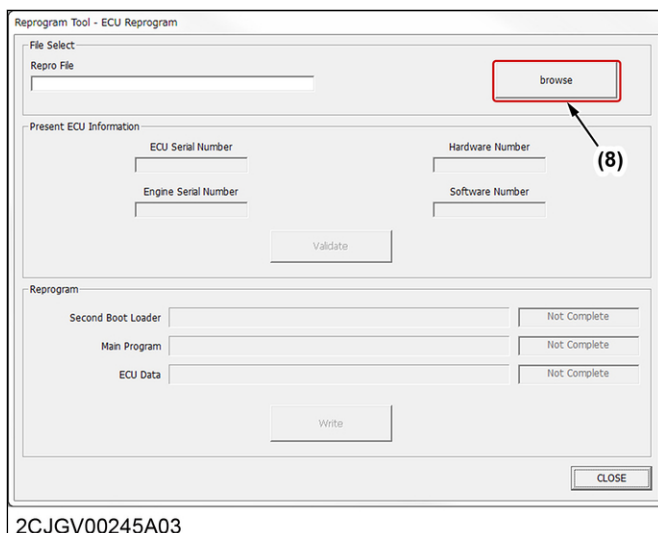 Reprogram Tool - ECU Reprogram
File Select
Repro File
browse
(8)
Present ECU Information
ECU Serial Number
Hardware Number
Engine Serial Number
Software Number
Validate
Reprogram
Second Boot Loader
Not Complete
Main Program
Not Complete
ECU Data
Not Complete
Write
CLOSE
2CJGV00245A03